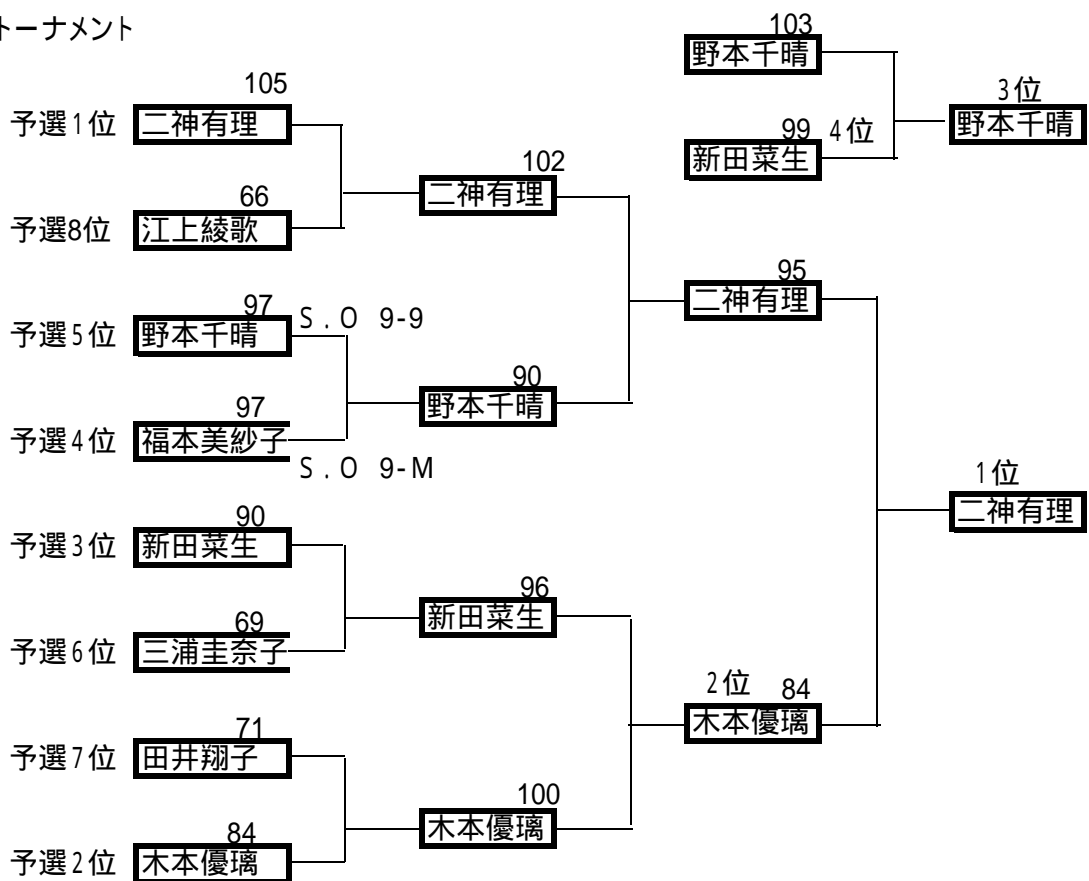 トーナメント
103
野本千晴
3位
野本千晴
99 4位
新田菜生
105
予選1位 二神有理
102
二神有理
66
予選8位 江上綾歌
95
二神有理
97 S.O 9-9
予選5位 野本千晴
90
野本千晴
97
予選4位 福本美紗子
S.O 9-M
1位
二神有理
90
予選3位 新田菜生
96
新田菜生
69
予選6位 三浦圭奈子
2位 84
木本優璃
71
予選7位 田井翔子
100
木本優璃
84
予選2位 木本優璃